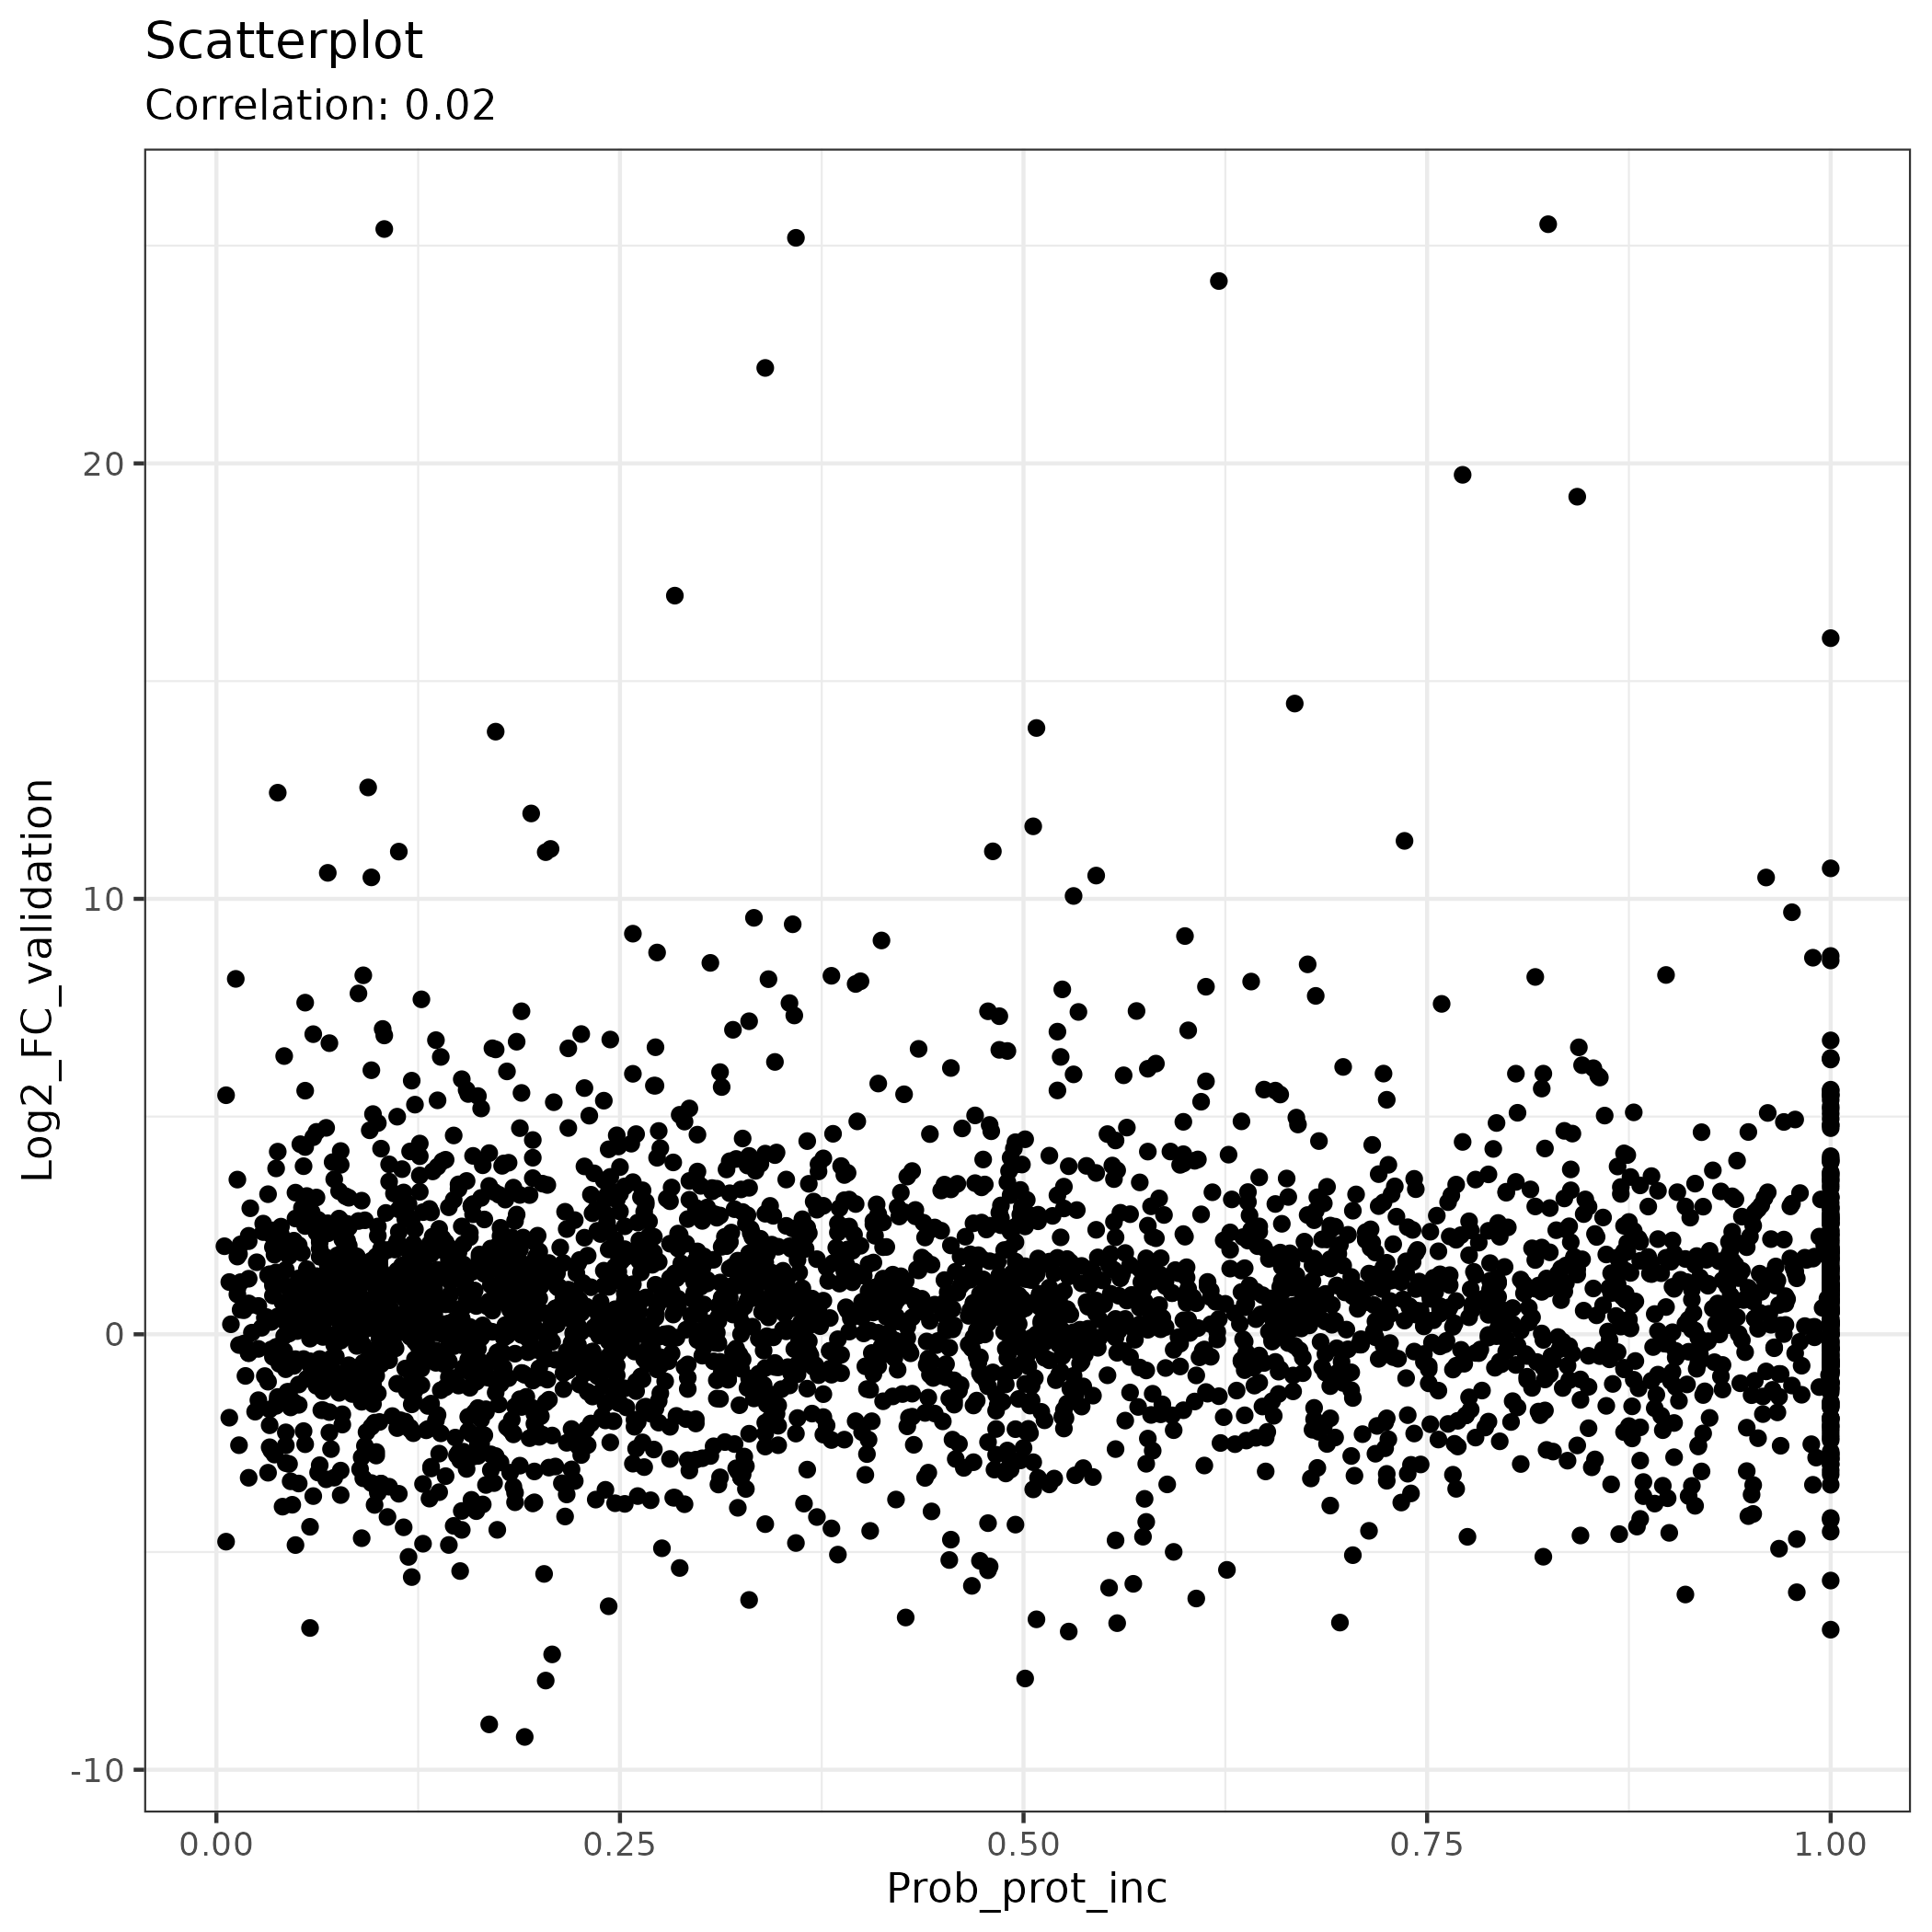 Scatterplot
Correlation: 0.02
Log2_FC_validation
20
10
0
-10
0.00 0.25 0.50 0.75 1.00
Prob_prot_inc